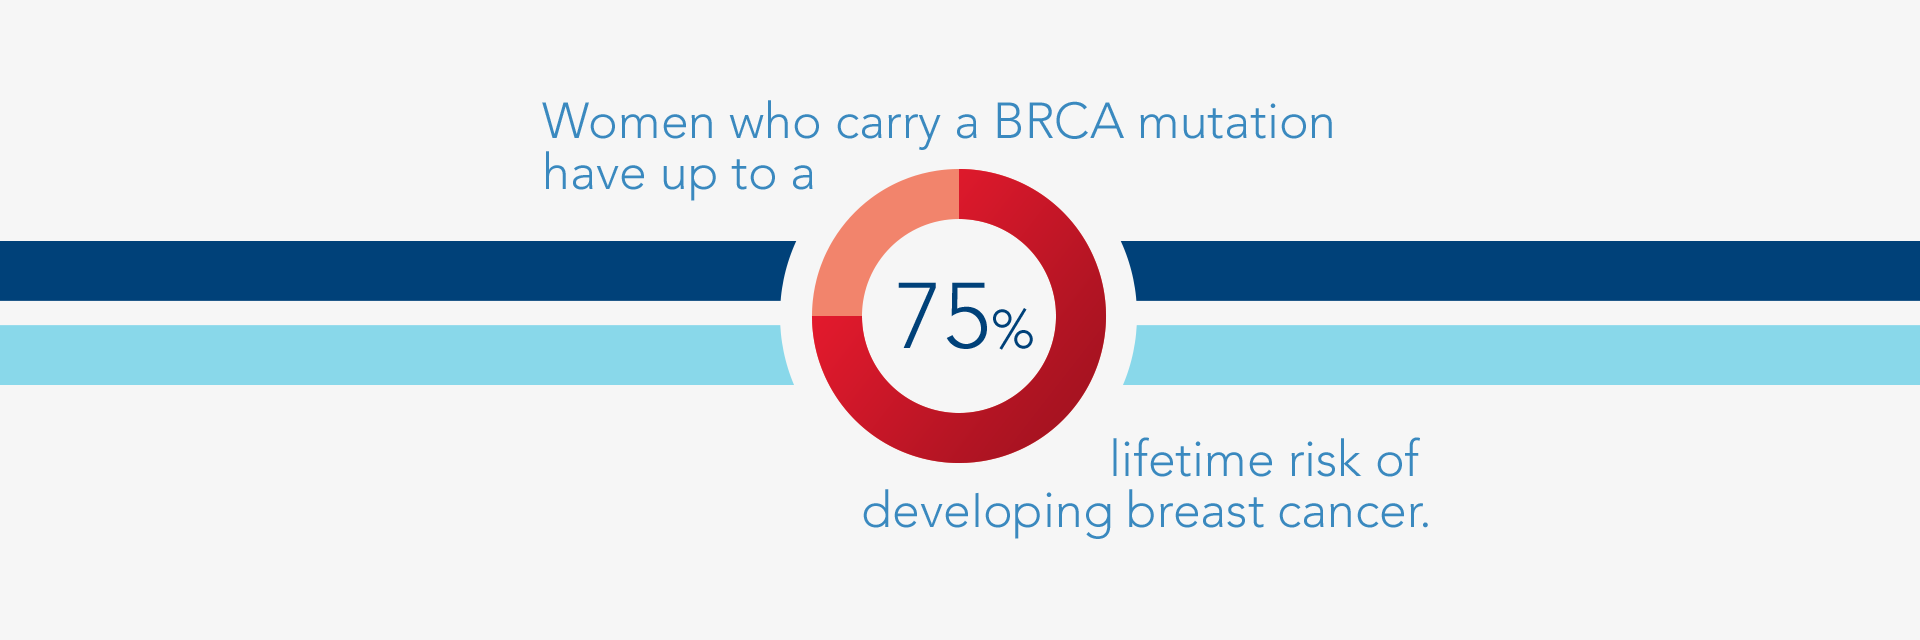 Women who carry a BRCA mutation
have up to a
75%
lifetime risk of
developing breast cancer.